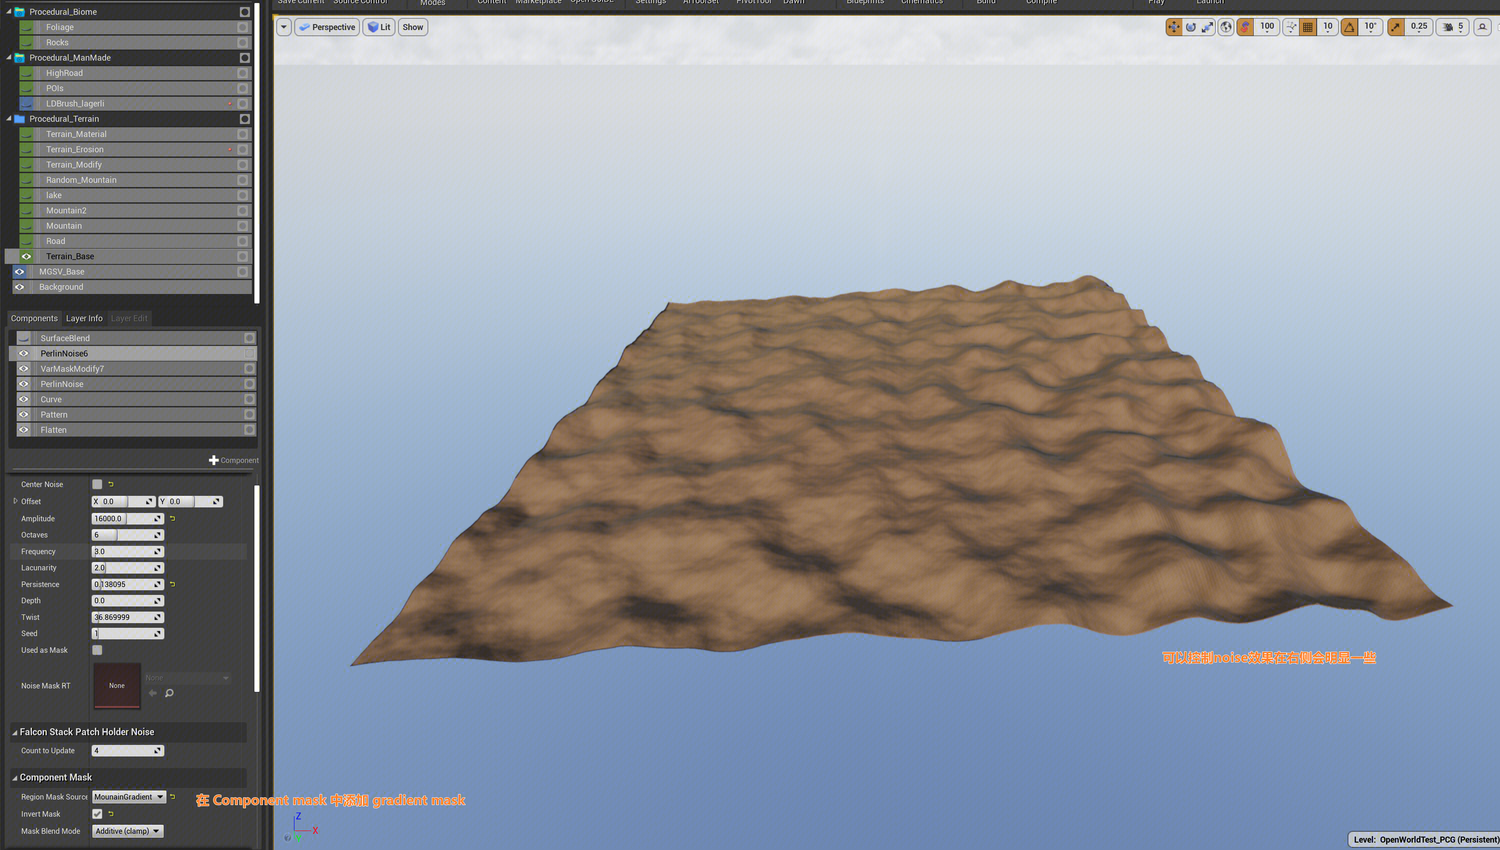 Save Current Source Control Modes Content Marketplace Settings ArtToolSet PivotTool Dawn Blueprints Cinematics Build Compile Play Launch
Procedural_Biome
Foliage
Rocks
Procedural_ManMade
HighRoad
POIs
LDBrush_lagerli
Procedural_Terrain
Terrain_Material
Terrain_Erosion
Terrain_Modify
Random_Mountain
lake
Mountain2
Mountain
Road
Terrain_Base
MGSV_Base
Background
Components Layer Info Layer Edit
SurfaceBlend
PerlinNoise6
VarMaskModify7
PerlinNoise
Curve
Pattern
Flatten
Component
Center Noise
Offset X 0.0 Y 0.0
Amplitude 16000.0
Octaves 6
Frequency 3.0
Lacunarity 2.0
Persistence 0.138095
Depth 0.0
Twist 36.869999
Seed 1
Used as Mask
Noise Mask RT None None
Falcon Stack Patch Holder Noise
Count to Update 4
Component Mask
Region Mask Source MounainGradient
Invert Mask
Mask Blend Mode Additive (clamp)
Perspective Lit Show
100 10 10° 0.25 5
可以控制noise效果在右侧会明显一些
在 Component mask 中添加 gradient mask
Z
X
Level: OpenWorldTest_PCG (Persistent)